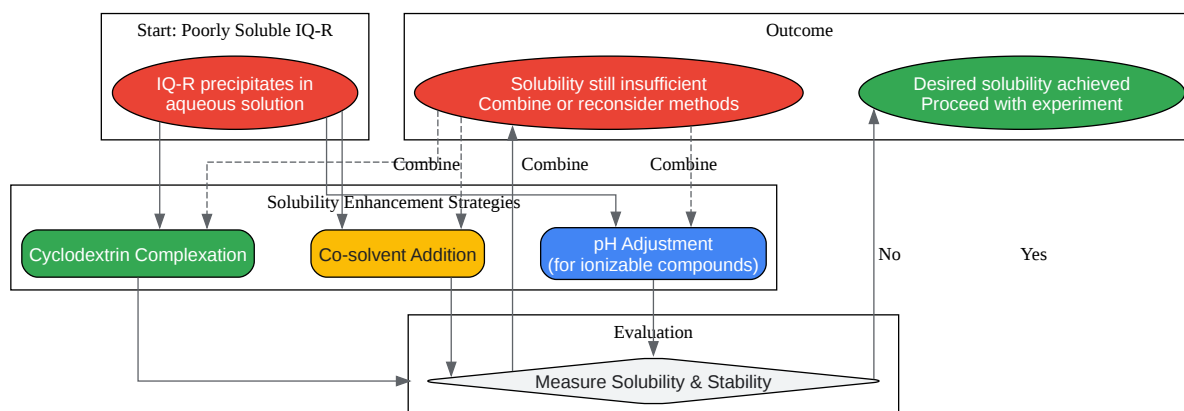 Start: Poorly Soluble IQ-R
Outcome
IQ-R precipitates in
aqueous solution
Solubility still insufficient
Combine or reconsider methods
Desired solubility achieved
Proceed with experiment
Combine
Combine
Combine
Solubility Enhancement Strategies
Cyclodextrin Complexation
Co-solvent Addition
pH Adjustment
(for ionizable compounds)
No
Yes
Evaluation
Measure Solubility & Stability